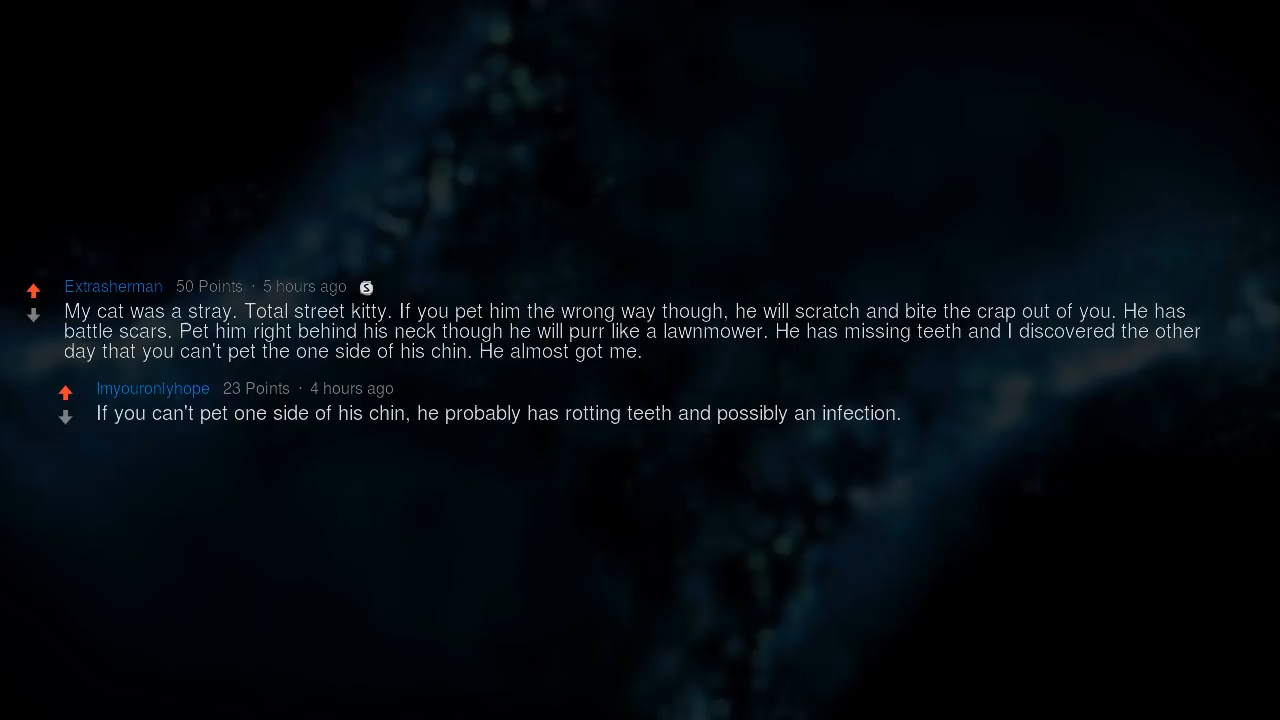 Extrasherman 50 Points · 5 hours ago S
My cat was a stray. Total street kitty. If you pet him the wrong way though, he will scratch and bite the crap out of you. He has
battle scars. Pet him right behind his neck though he will purr like a lawnmower. He has missing teeth and I discovered the other
day that you can't pet the one side of his chin. He almost got me.
Imyouronlyhope 23 Points · 4 hours ago
If you can't pet one side of his chin, he probably has rotting teeth and possibly an infection.